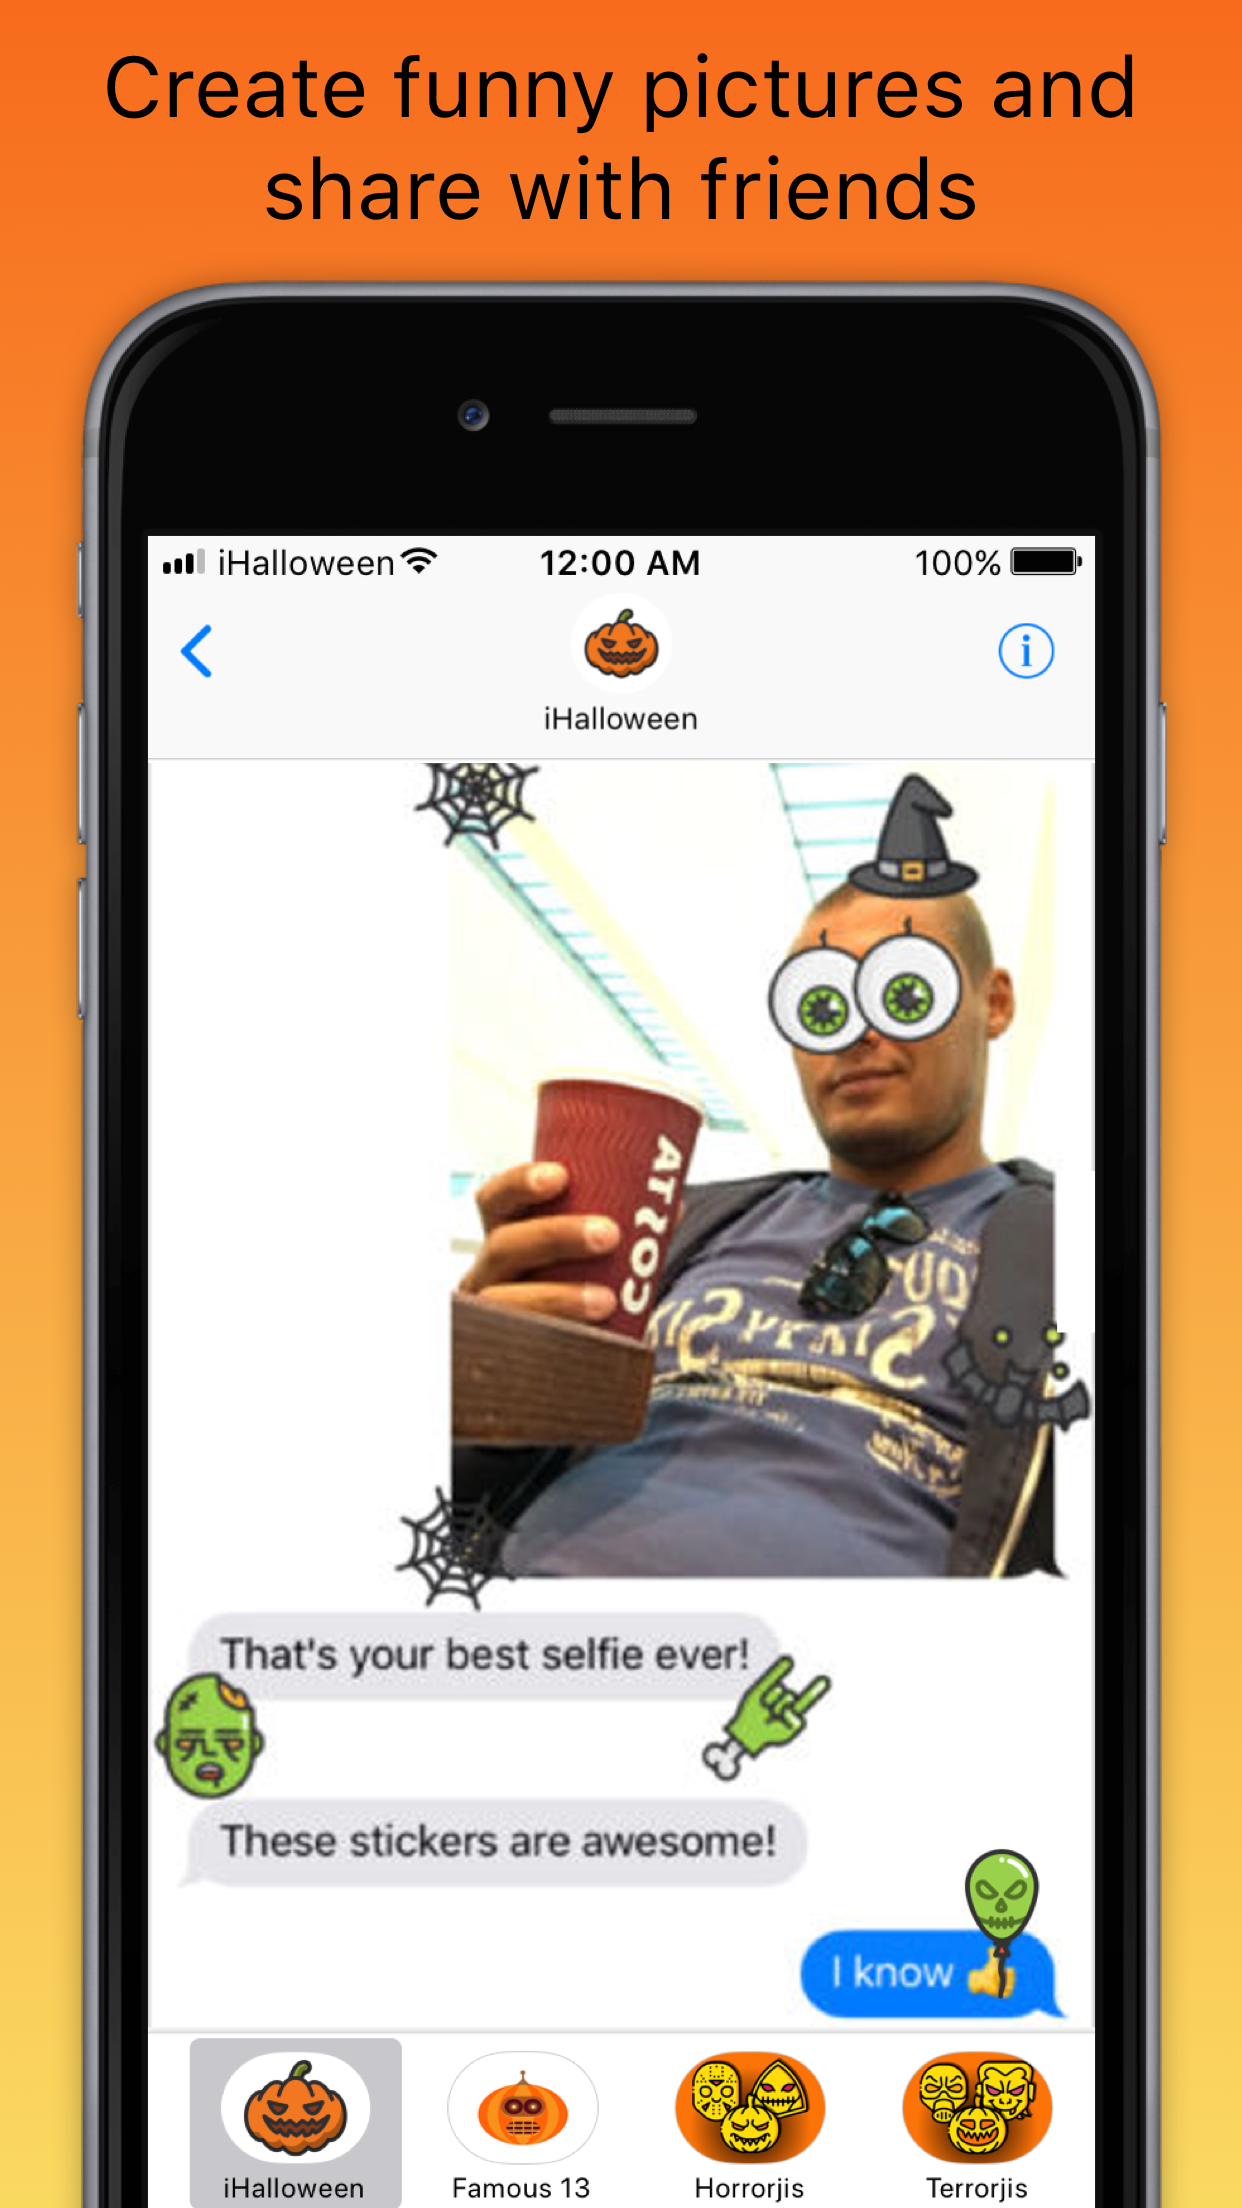 Create funny pictures and
share with friends
iHalloween 12:00 AM 100%
iHalloween
COSTA
That's your best selfie ever!
These stickers are awesome!
I know 👍
iHalloween Famous 13 Horrorjis Terrorjis